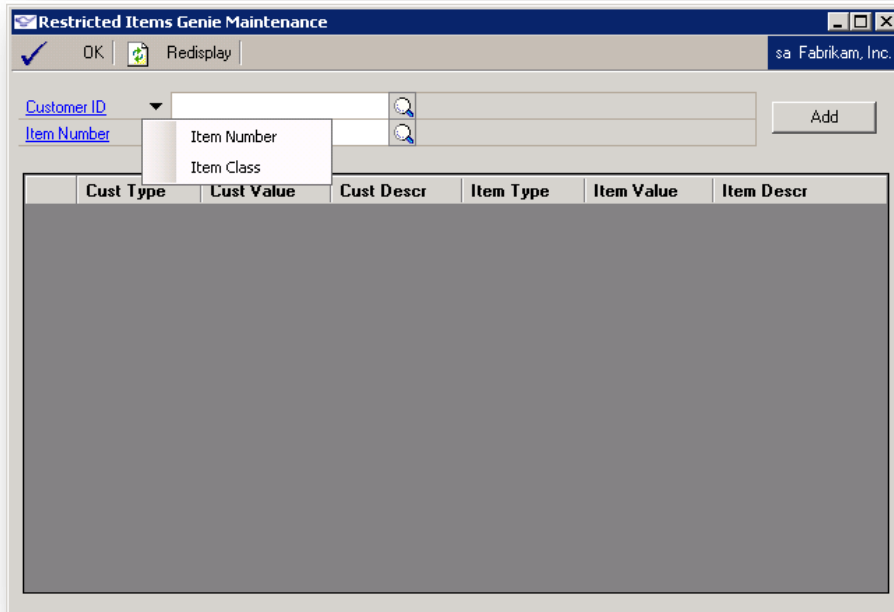 Restricted Items Genie Maintenance
OK Redisplay sa Fabrikam, Inc.
Customer ID
Add
Item Number
Item Number
Item Class
Cust Type Cust Value Cust Descr Item Type Item Value Item Descr